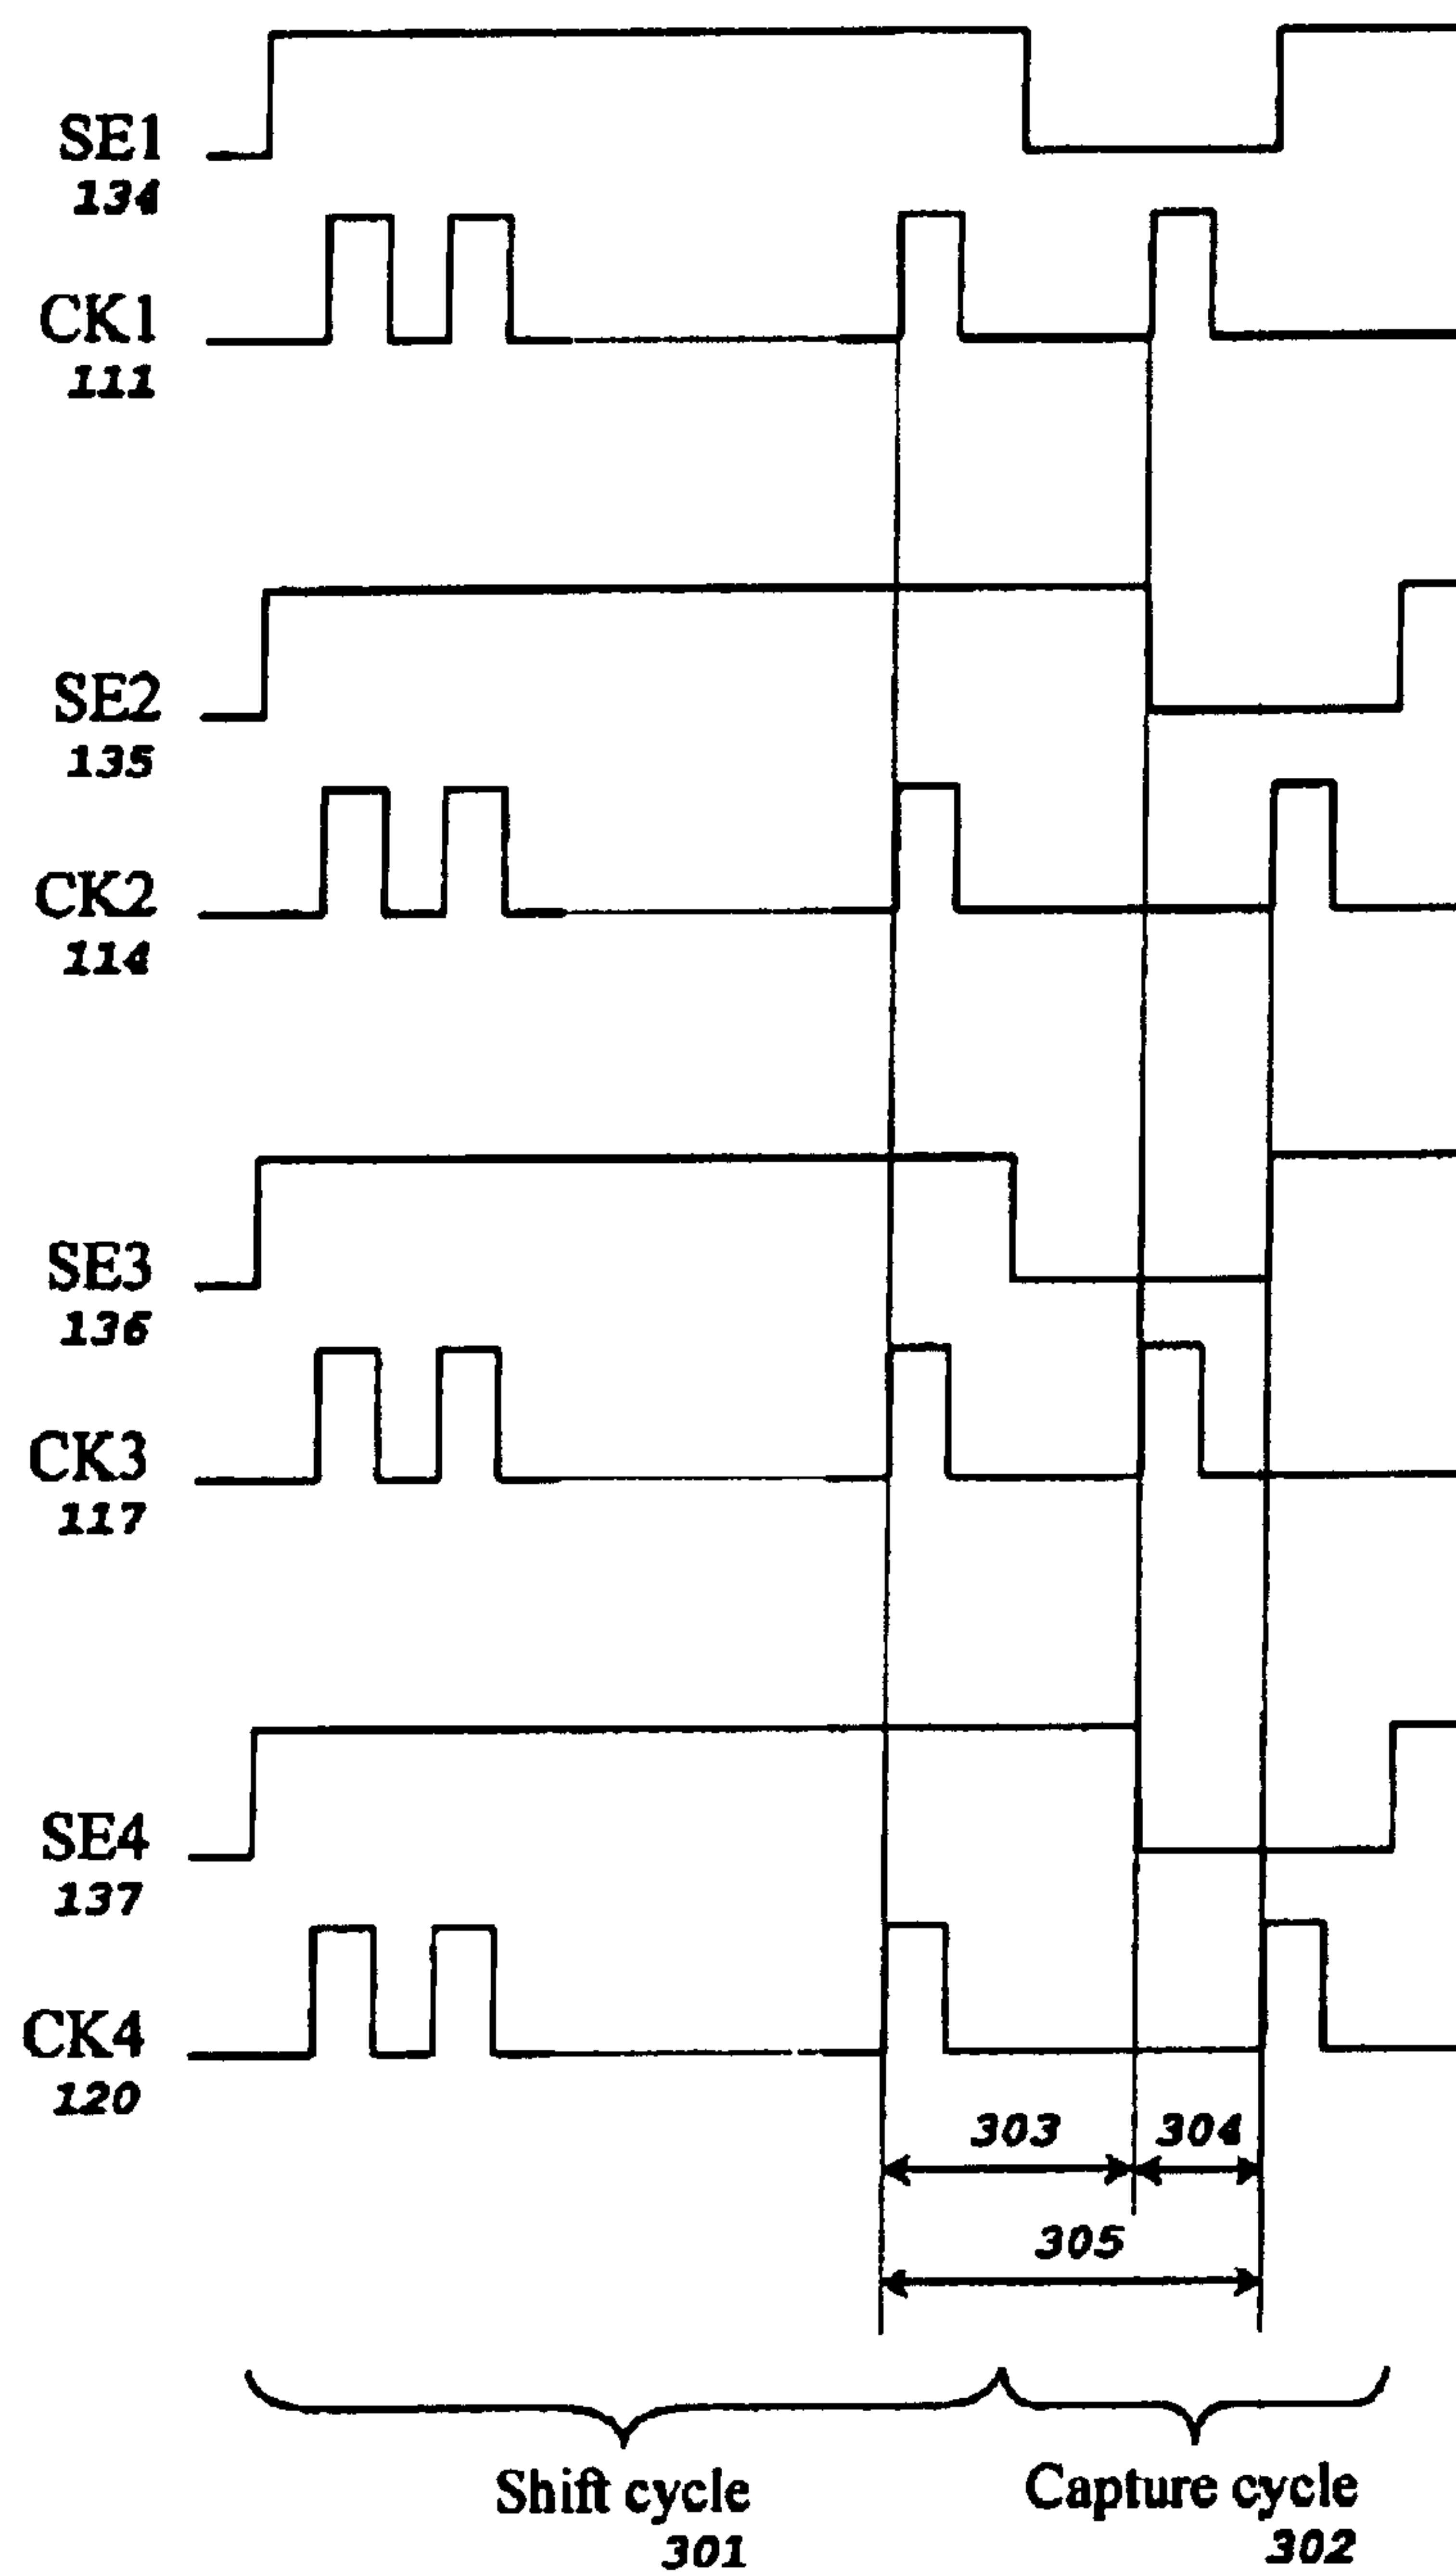 SE1
134
CK1
111
SE2
135
CK2
114
SE3
136
CK3
117
SE4
137
CK4
120
303 304
305
Shift cycle
301
Capture cycle
302